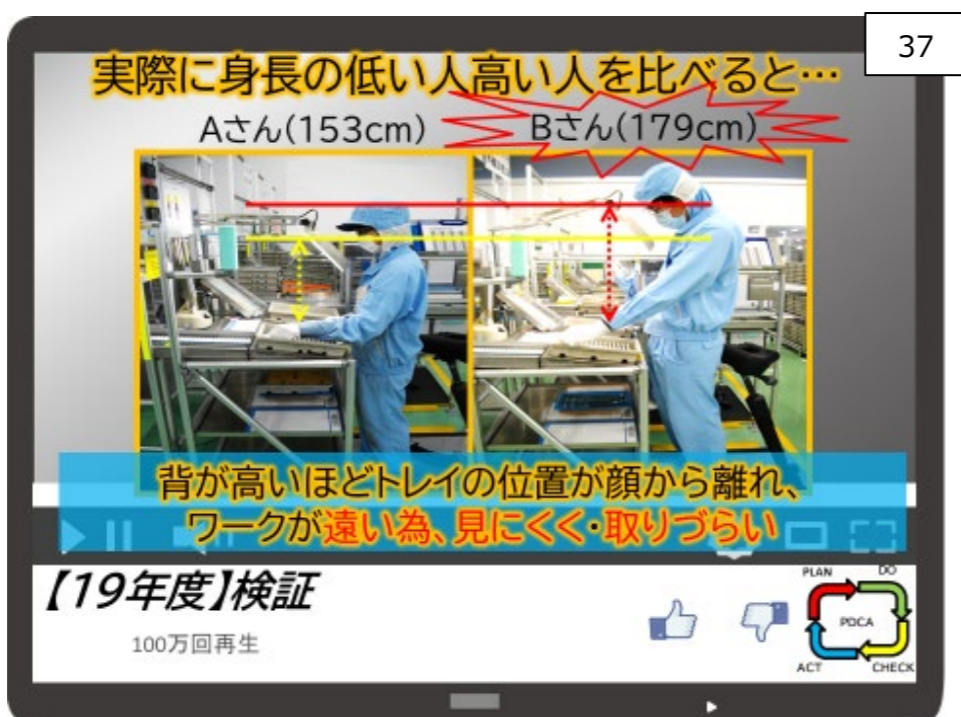 37
実際に身長の低い人高い人を比べると…
Aさん(153cm)
Bさん(179cm)
背が高いほどトレイの位置が顔から離れ、
ワークが遠い為、見にくく・取りづらい
【19年度】検証
100万回再生
PLAN
DO
PDCA
ACT
CHECK